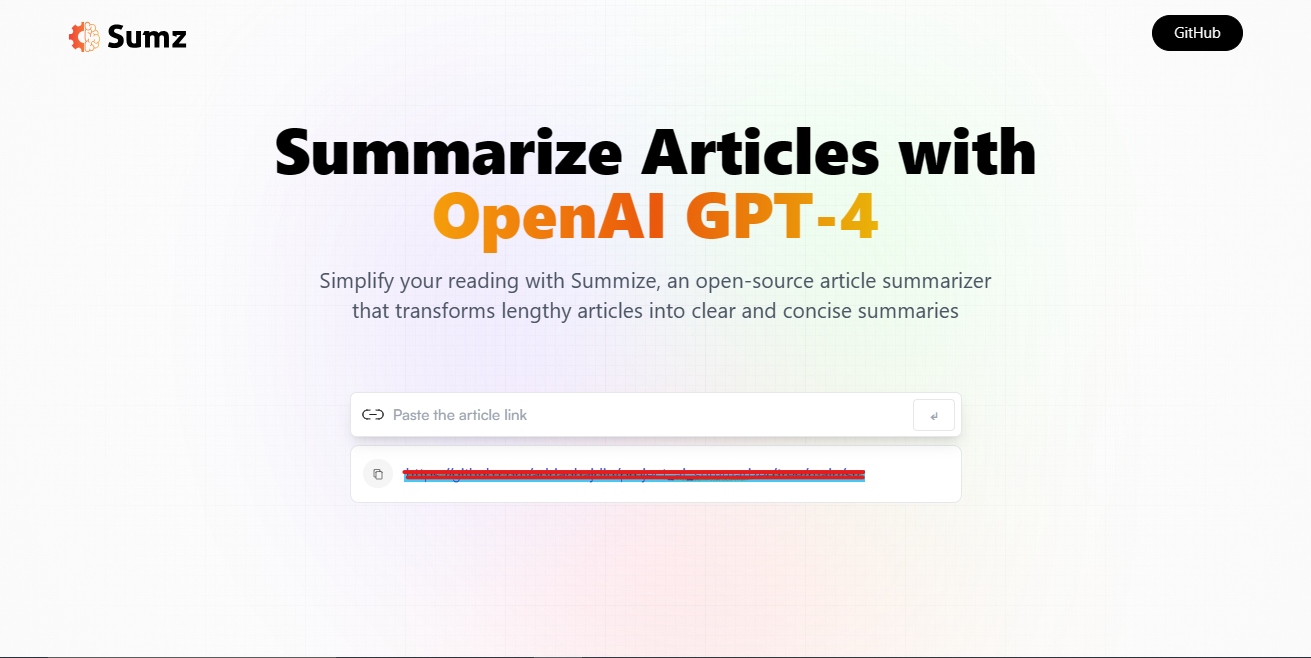 Sumz
GitHub
Summarize Articles with
OpenAI GPT-4
Simplify your reading with Summize, an open-source article summarizer
that transforms lengthy articles into clear and concise summaries
Paste the article link